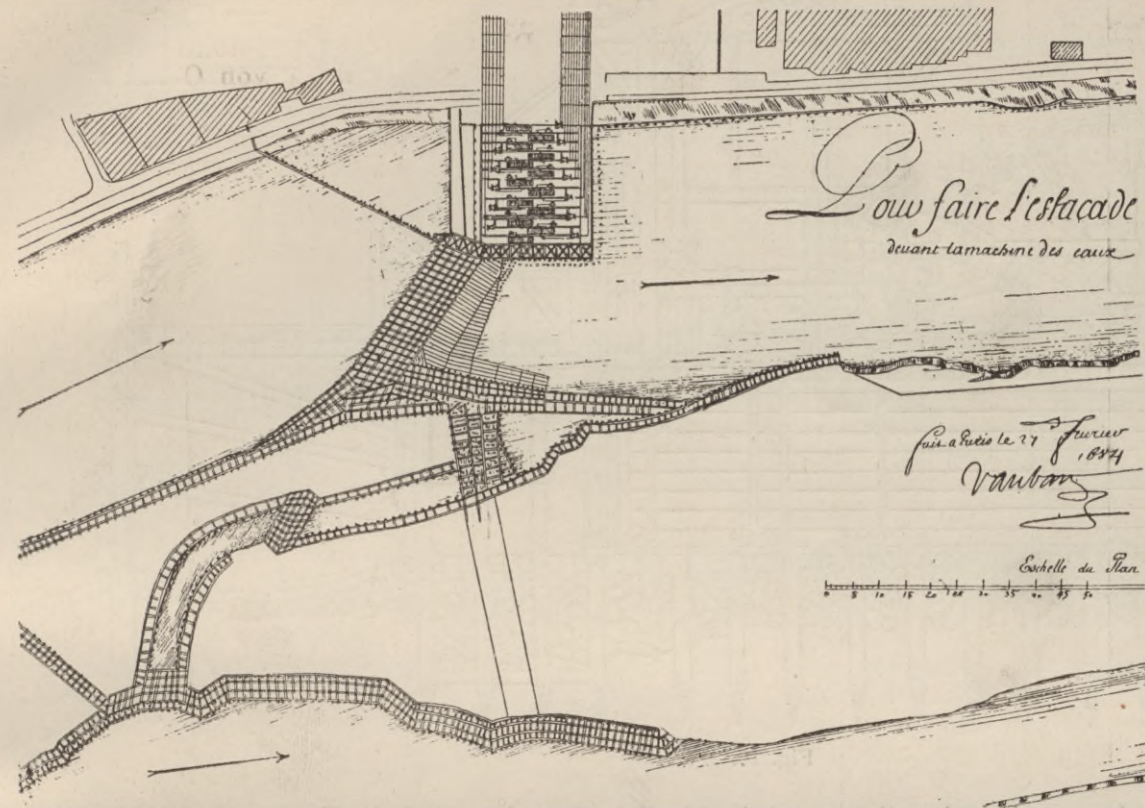 Pour faire l'estacade
devant la machine des eaux
fait a Paris le 27 feurier
1684
Vauban
Eschelle du Plan
0 5 10 15 20 25 30 35 40 45 50